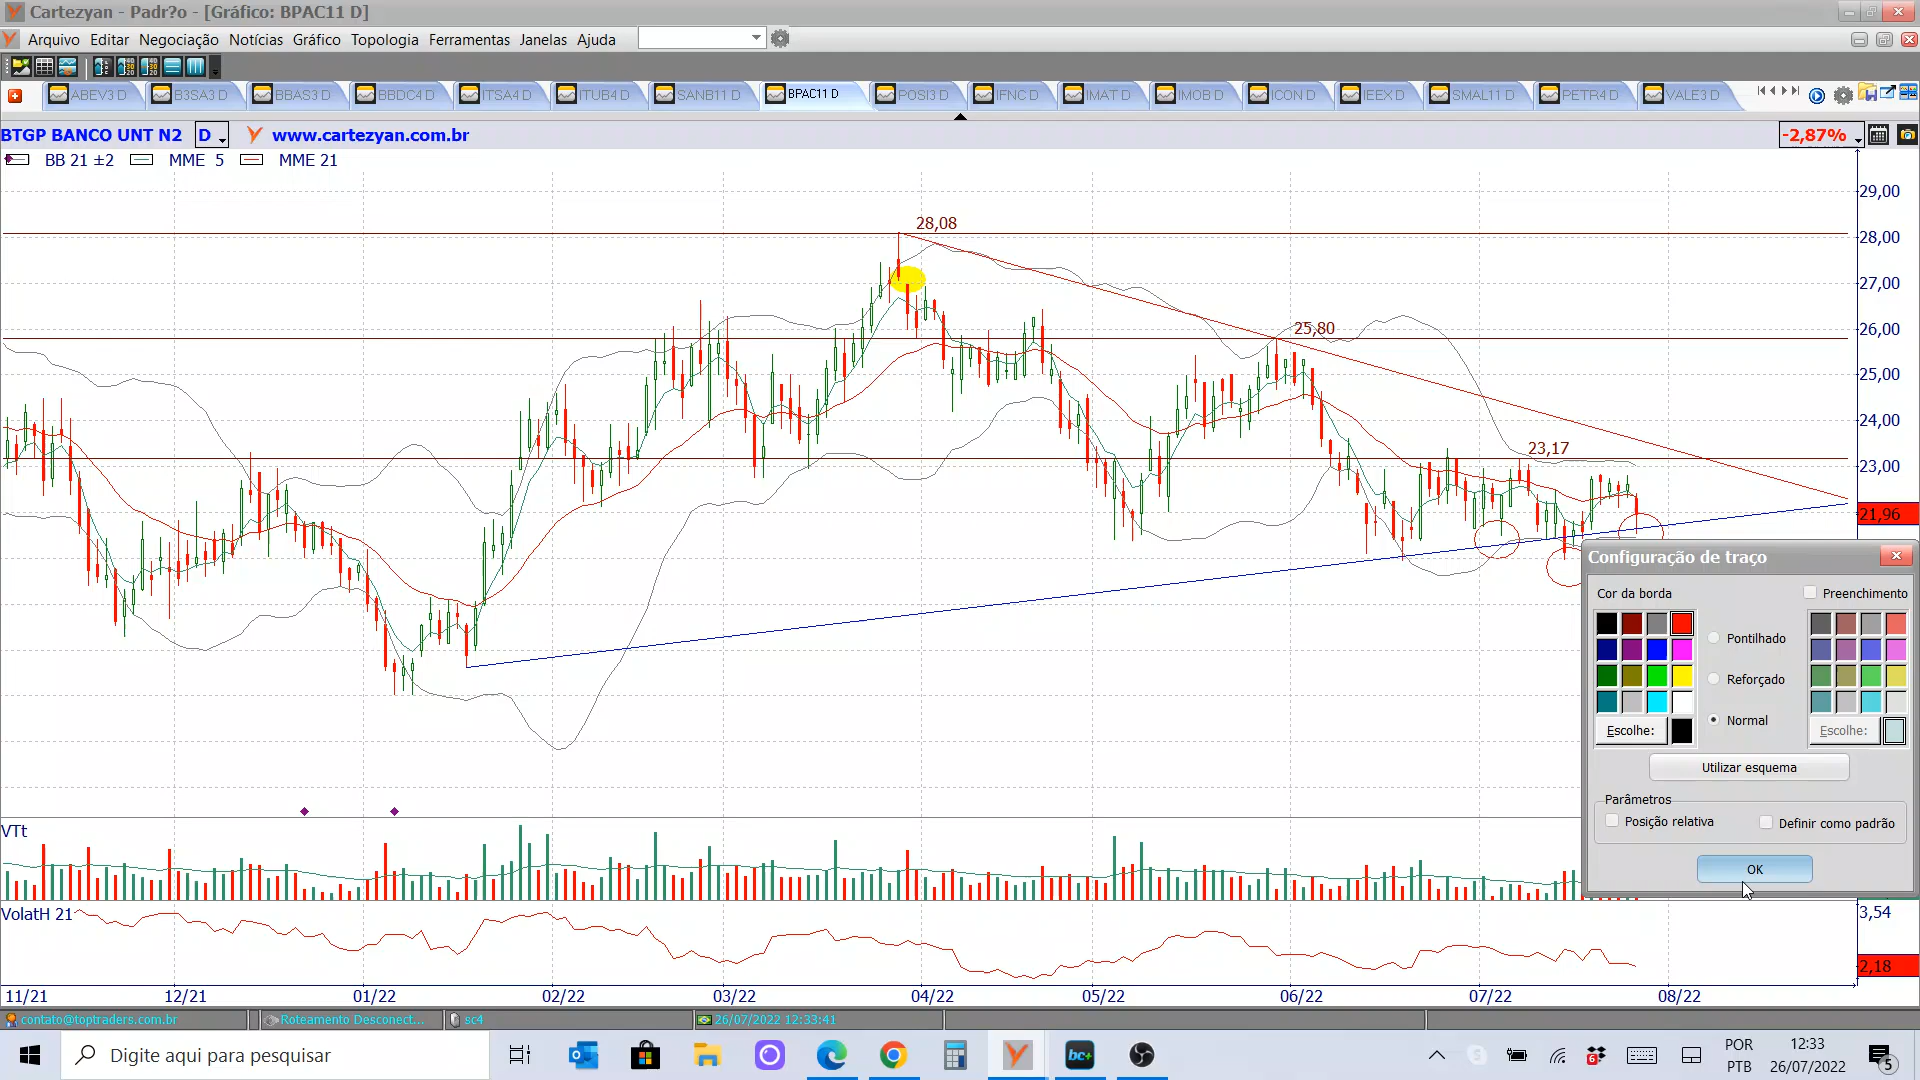 Cartezyan - Padr?o - [Gráfico: BPAC11 D]
Arquivo Editar Negociação Notícias Gráfico Topologia Ferramentas Janelas Ajuda
ABEV3 D B3SA3 D BBAS3 D BBDC4 D ITSA4 D ITUB4 D SANB11 D BPAC11 D POSI3 D IFNC D IMAT D IMOB D ICON D IEEX D SMAL11 D PETR4 D VALE3 D
BTGP BANCO UNT N2 D www.cartezyan.com.br -2,87%
BB 21 ±2 MME 5 MME 21
29,00
28,08
28,00
27,00
25,80
26,00
25,00
24,00
23,17
23,00
21,96
Configuração de traço
Cor da borda Preenchimento
Pontilhado
Reforçado
Normal
Escolhe: Escolhe:
Utilizar esquema
Parâmetros
Posição relativa Definir como padrão
OK
VTt
VolatH 21
3,54
2,18
11/21 12/21 01/22 02/22 03/22 04/22 05/22 06/22 07/22 08/22
contato@toptraders.com.br Roteamento Desconect... sc4 26/07/2022 12:33:41
Digite aqui para pesquisar
bc+
6
POR
PTB
12:33
26/07/2022
5